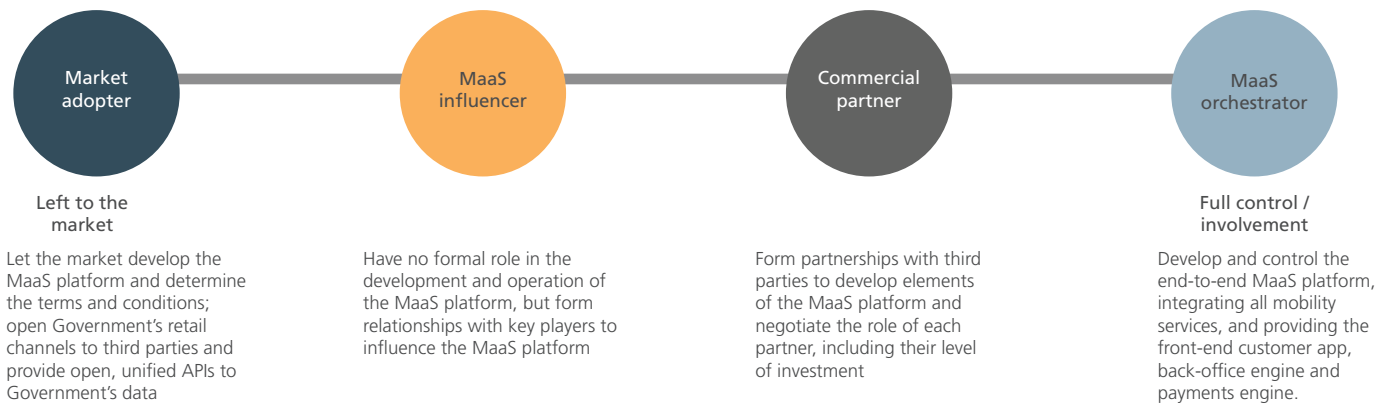 Market
adopter
MaaS
influencer
Commercial
partner
MaaS
orchestrator
Left to the
market
Full control /
involvement
Let the market develop the
MaaS platform and determine
the terms and conditions;
open Government’s retail
channels to third parties and
provide open, unified APIs to
Government’s data
Have no formal role in the
development and operation of
the MaaS platform, but form
relationships with key players to
influence the MaaS platform
Form partnerships with third
parties to develop elements
of the MaaS platform and
negotiate the role of each
partner, including their level
of investment
Develop and control the
end-to-end MaaS platform,
integrating all mobility
services, and providing the
front-end customer app,
back-office engine and
payments engine.